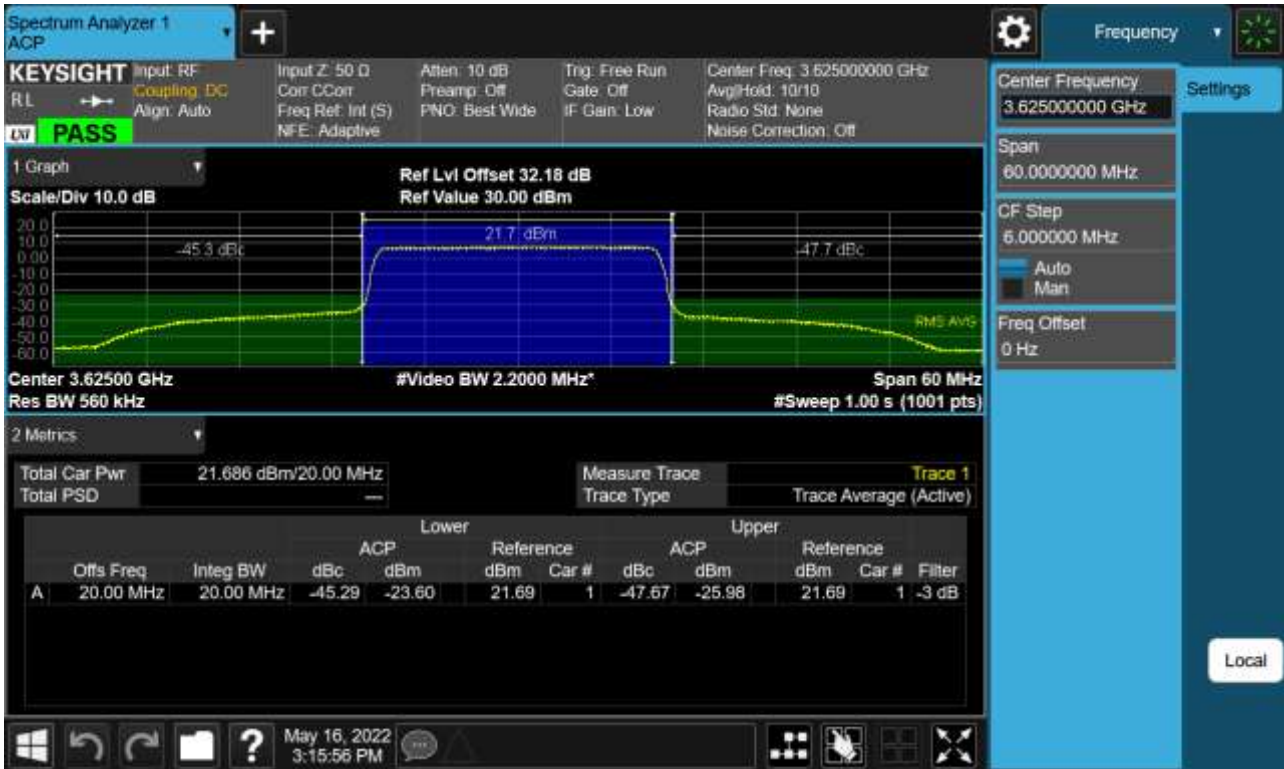 Spectrum Analyzer 1
ACP
+
Frequency
KEYSIGHT
RL
LXI
PASS
Input: RF
Coupling: DC
Align: Auto
Input Z: 50 Ω
Corr CCorr
Freq Ref: Int (S)
NFE: Adaptive
Atten: 10 dB
Preamp: Off
PNO: Best Wide
Trig: Free Run
Gate: Off
IF Gain: Low
Center Freq: 3.625000000 GHz
Avg|Hold: 10/10
Radio Std: None
Noise Correction: Off
Center Frequency
3.625000000 GHz
Settings
Span
60.0000000 MHz
CF Step
6.000000 MHz
Auto
Man
Freq Offset
0 Hz
1 Graph
Scale/Div 10.0 dB
Ref Lvl Offset 32.18 dB
Ref Value 30.00 dBm
20.0
10.0
0.00
-10.0
-20.0
-30.0
-40.0
-50.0
-60.0
-45.3 dBc
21.7 dBm
-47.7 dBc
RMS AVG
Center 3.62500 GHz
#Video BW 2.2000 MHz*
Span 60 MHz
Res BW 560 kHz
#Sweep 1.00 s (1001 pts)
2 Metrics
Total Car Pwr 21.686 dBm/20.00 MHz
Total PSD ---
Measure Trace Trace 1
Trace Type Trace Average (Active)
Lower Upper
ACP Reference ACP Reference
Offs Freq Integ BW dBc dBm dBm Car # dBc dBm dBm Car # Filter
A 20.00 MHz 20.00 MHz -45.29 -23.60 21.69 1 -47.67 -25.98 21.69 1 -3 dB
Local
?
May 16, 2022
3:15:56 PM